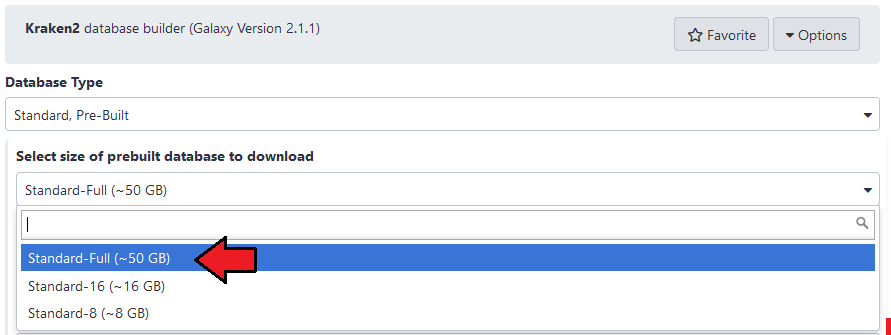 Kraken2 database builder (Galaxy Version 2.1.1)
Favorite
Options
Database Type
Standard, Pre-Built
Select size of prebuilt database to download
Standard-Full (~50 GB)
Standard-Full (~50 GB)
Standard-16 (~16 GB)
Standard-8 (~8 GB)